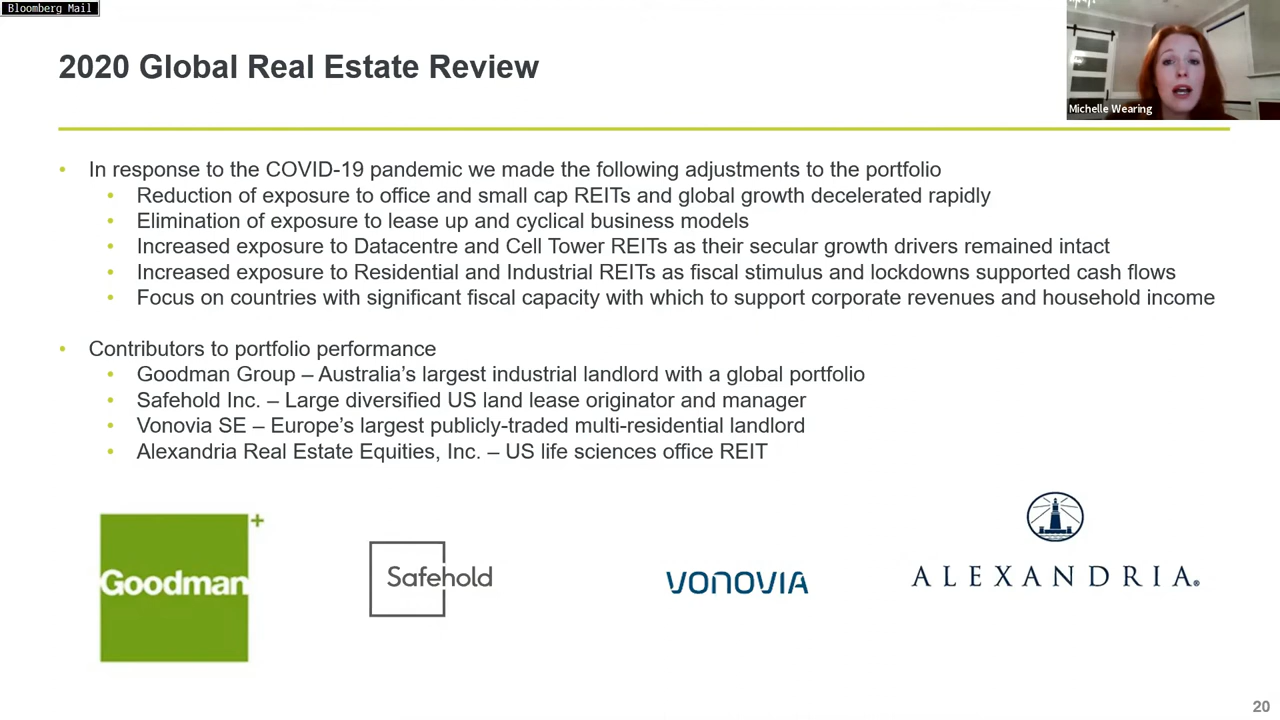 Bloomberg Mail
2020 Global Real Estate Review
Michelle Wearing
• In response to the COVID-19 pandemic we made the following adjustments to the portfolio
• Reduction of exposure to office and small cap REITs and global growth decelerated rapidly
• Elimination of exposure to lease up and cyclical business models
• Increased exposure to Datacentre and Cell Tower REITs as their secular growth drivers remained intact
• Increased exposure to Residential and Industrial REITs as fiscal stimulus and lockdowns supported cash flows
• Focus on countries with significant fiscal capacity with which to support corporate revenues and household income
• Contributors to portfolio performance
• Goodman Group – Australia’s largest industrial landlord with a global portfolio
• Safehold Inc. – Large diversified US land lease originator and manager
• Vonovia SE – Europe’s largest publicly-traded multi-residential landlord
• Alexandria Real Estate Equities, Inc. – US life sciences office REIT
Goodman+
Safehold
VONOVIA
ALEXANDRIA®
20